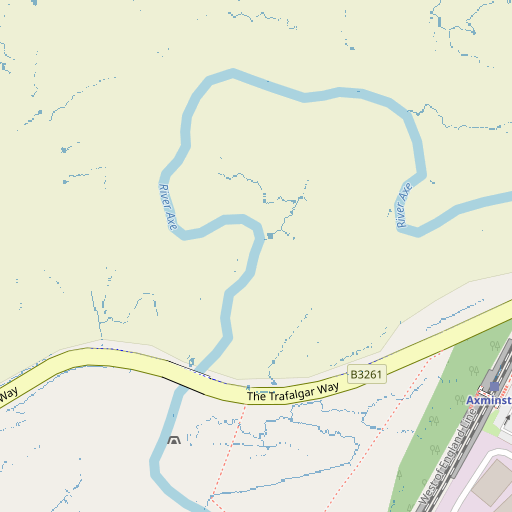 River Axe
River Axe
B3261
The Trafalgar Way
Way
Axminst
West of England Line